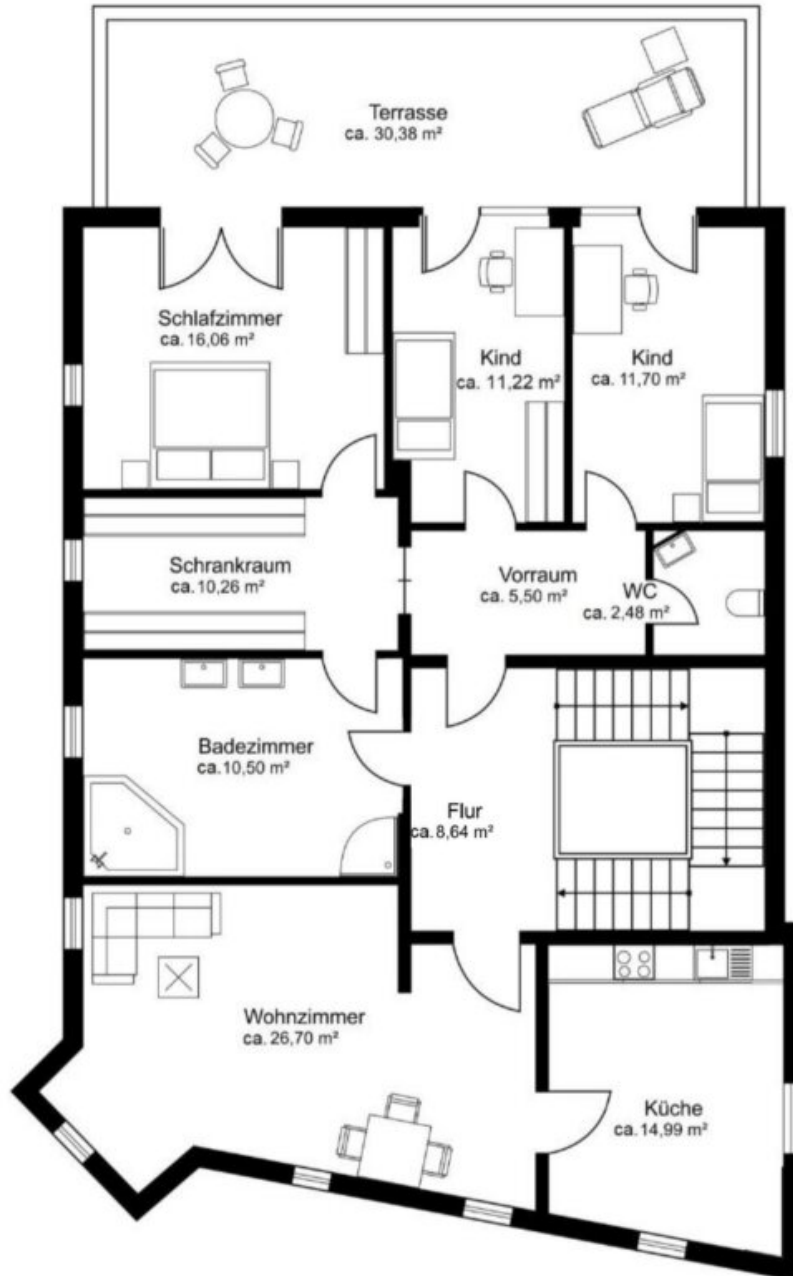 Terrasse
ca. 30,38 m²
Schlafzimmer
ca. 16,06 m²
Kind
ca. 11,22 m²
Kind
ca. 11,70 m²
Schrankraum
ca. 10,26 m²
Vorraum
ca. 5,50 m²
WC
ca. 2,48 m²
Badezimmer
ca. 10,50 m²
Flur
ca. 8,64 m²
Wohnzimmer
ca. 26,70 m²
Küche
ca. 14,99 m²